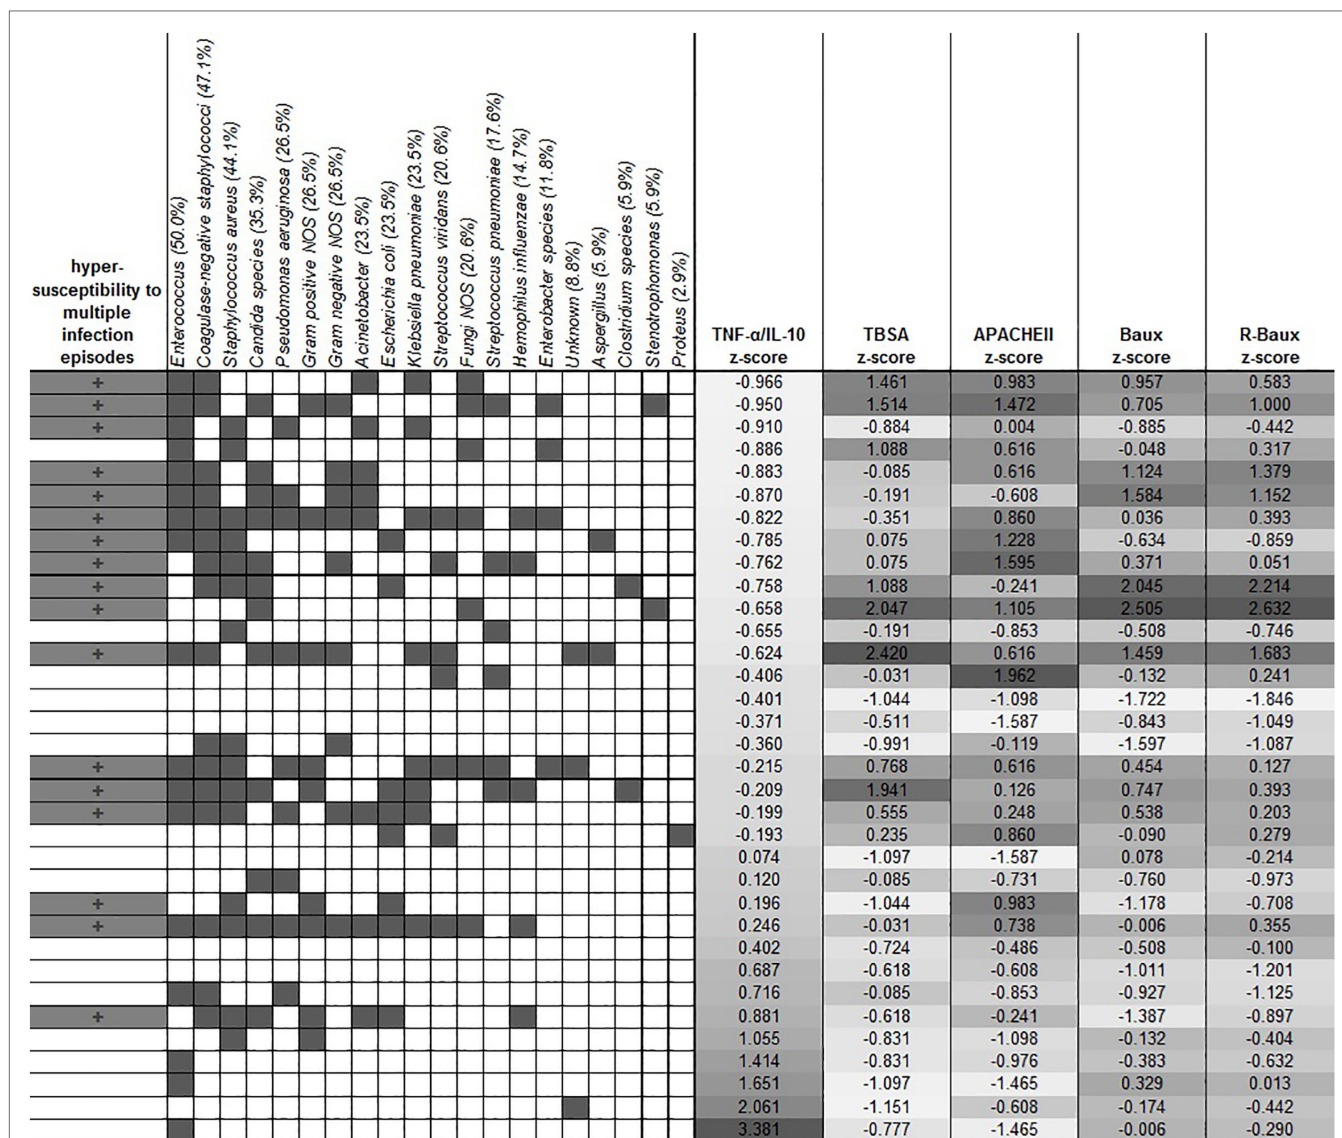 hyper-
susceptibility to
multiple
infection
episodes
Enterococcus (50.0%)
Coagulase-negative staphylococci (47.1%)
Staphylococcus aureus (44.1%)
Candida species (35.3%)
Pseudomonas aeruginosa (26.5%)
Gram positive NOS (26.5%)
Gram negative NOS (26.5%)
Acinetobacter (23.5%)
Escherichia coli (23.5%)
Klebsiella pneumoniae (23.5%)
Streptococcus viridans (20.6%)
Fungi NOS (20.6%)
Streptococcus pneumoniae (17.6%)
Hemophilus influenzae (14.7%)
Enterobacter species (11.8%)
Unknown (8.8%)
Aspergillus (5.9%)
Clostridium species (5.9%)
Stenotrophomonas (5.9%)
Proteus (2.9%)
TNF-α/IL-10 z-score
TBSA z-score
APACHEII z-score
Baux z-score
R-Baux z-score
+ -0.966 1.461 0.983 0.957 0.583
+ -0.950 1.514 1.472 0.705 1.000
+ -0.910 -0.884 0.004 -0.885 -0.442
-0.886 1.088 0.616 -0.048 0.317
+ -0.883 -0.085 0.616 1.124 1.379
+ -0.870 -0.191 -0.608 1.584 1.152
+ -0.822 -0.351 0.860 0.036 0.393
+ -0.785 0.075 1.228 -0.634 -0.859
+ -0.762 0.075 1.595 0.371 0.051
+ -0.758 1.088 -0.241 2.045 2.214
+ -0.658 2.047 1.105 2.505 2.632
-0.655 -0.191 -0.853 -0.508 -0.746
+ -0.624 2.420 0.616 1.459 1.683
-0.406 -0.031 1.962 -0.132 0.241
-0.401 -1.044 -1.098 -1.722 -1.846
-0.371 -0.511 -1.587 -0.843 -1.049
-0.360 -0.991 -0.119 -1.597 -1.087
+ -0.215 0.768 0.616 0.454 0.127
+ -0.209 1.941 0.126 0.747 0.393
+ -0.199 0.555 0.248 0.538 0.203
-0.193 0.235 0.860 -0.090 0.279
0.074 -1.097 -1.587 0.078 -0.214
0.120 -0.085 -0.731 -0.760 -0.973
+ 0.196 -1.044 0.983 -1.178 -0.708
+ 0.246 -0.031 0.738 -0.006 0.355
0.402 -0.724 -0.486 -0.508 -0.100
0.687 -0.618 -0.608 -1.011 -1.201
0.716 -0.085 -0.853 -0.927 -1.125
+ 0.881 -0.618 -0.241 -1.387 -0.897
1.055 -0.831 -1.098 -0.132 -0.404
1.414 -0.831 -0.976 -0.383 -0.632
1.651 -1.097 -1.465 0.329 0.013
2.061 -1.151 -0.608 -0.174 -0.442
3.381 -0.777 -1.465 -0.006 -0.290